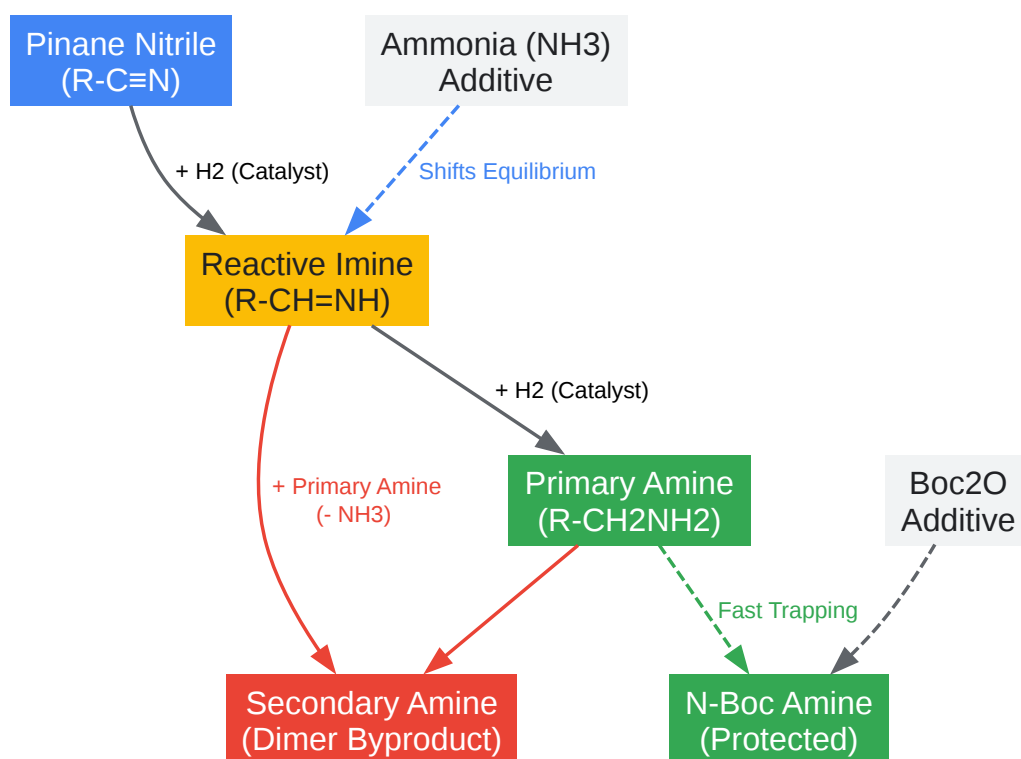 Pinane Nitrile
(R-C≡N)
Ammonia (NH3)
Additive
+ H2 (Catalyst)
Shifts Equilibrium
Reactive Imine
(R-CH=NH)
+ H2 (Catalyst)
+ Primary Amine
(- NH3)
Primary Amine
(R-CH2NH2)
Boc2O
Additive
Fast Trapping
Secondary Amine
(Dimer Byproduct)
N-Boc Amine
(Protected)